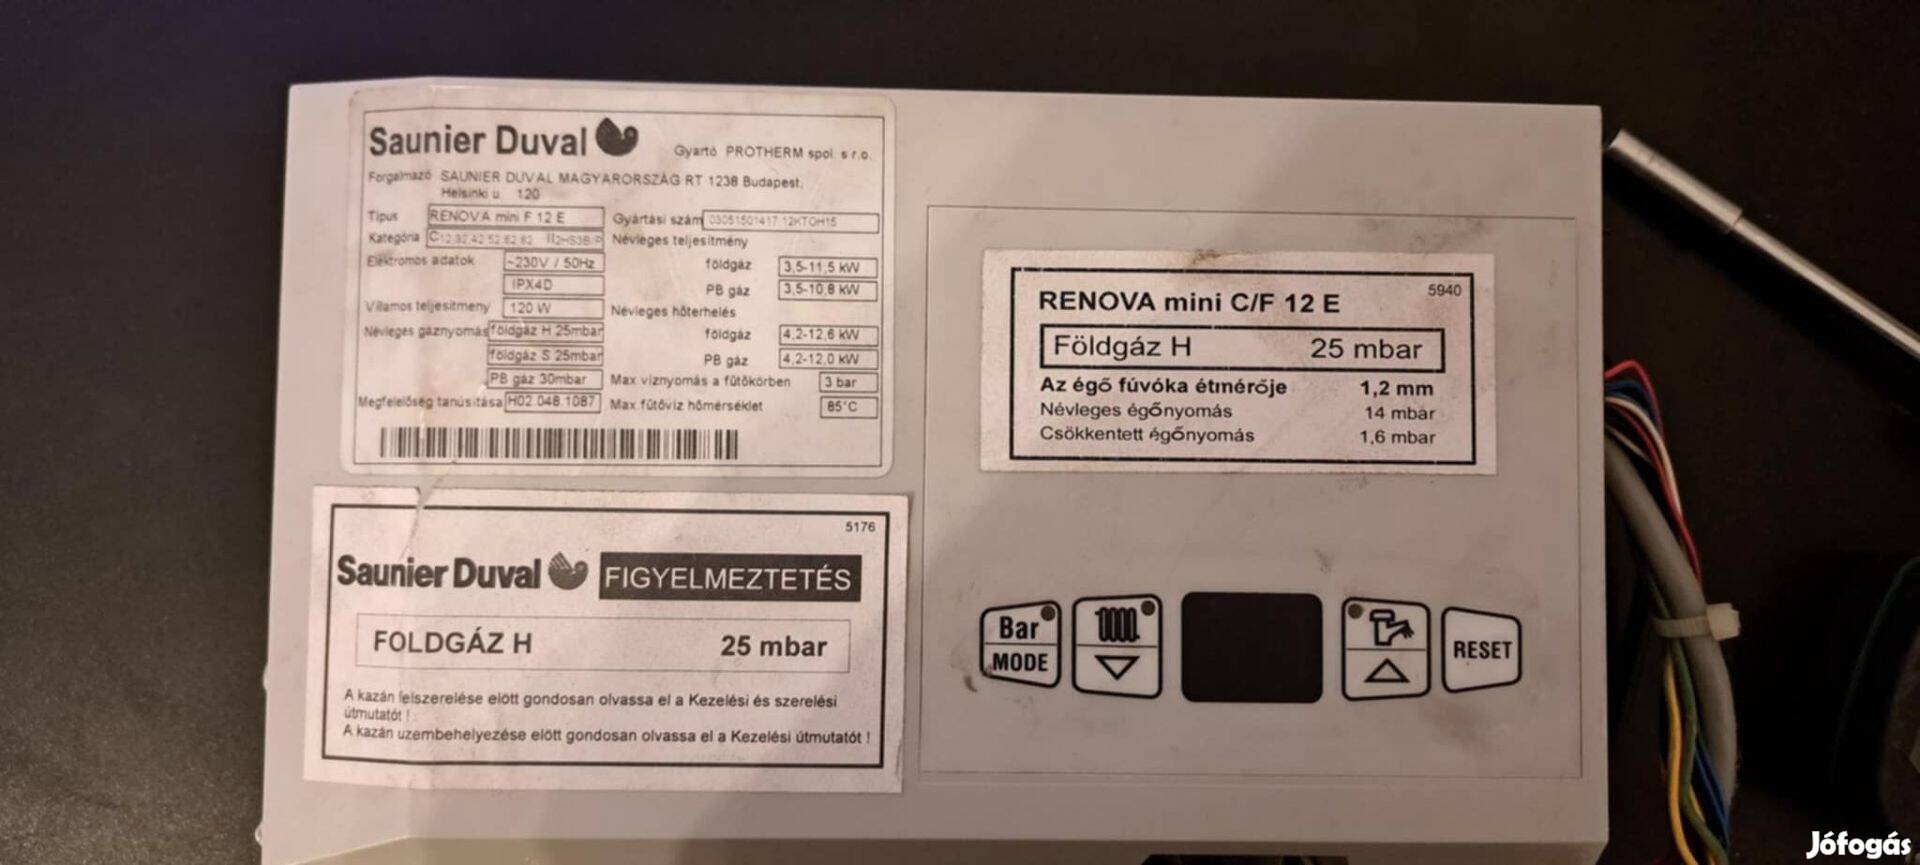 Saunier Duval
Gyártó PROTHERM spol. s r.o.
Forgalmazó SAUNIER DUVAL MAGYARORSZÁG RT 1238 Budapest,
Helsinki u. 120
Típus RENOVA mini F 12 E
Gyártási szám 03051501417 12KTOH15
Kategória
Névleges teljesítmény
Elektromos adatok ~230V / 50Hz
földgáz 3,5-11,5 kW
IPX4D
PB gáz 3,5-10,8 kW
Villamos teljesítmény 120 W
Névleges hőterhelés
Névleges gáznyomás földgáz H 25mbar
földgáz 4,2-12,6 kW
földgáz S 25mbar
PB gáz 4,2-12,0 kW
PB gáz 30mbar
Max víznyomás a fűtőkörben 3 bar
Megfelelőség tanúsítása H02 048 1087
Max.fűtővíz hőmérséklet 85°C
5176
Saunier Duval FIGYELMEZTETÉS
FOLDGÁZ H 25 mbar
A kazán felszerelése elött gondosan olvassa el a Kezelési és szerelési
útmutatót !
A kazán uzembehelyezése elött gondosan olvassa el a Kezelési útmutatót !
5940
RENOVA mini C/F 12 E
Földgáz H 25 mbar
Az égő fúvóka étmérője 1,2 mm
Névleges égőnyomás 14 mbar
Csökkentett égőnyomás 1,6 mbar
Bar
MODE
RESET
Jófogás